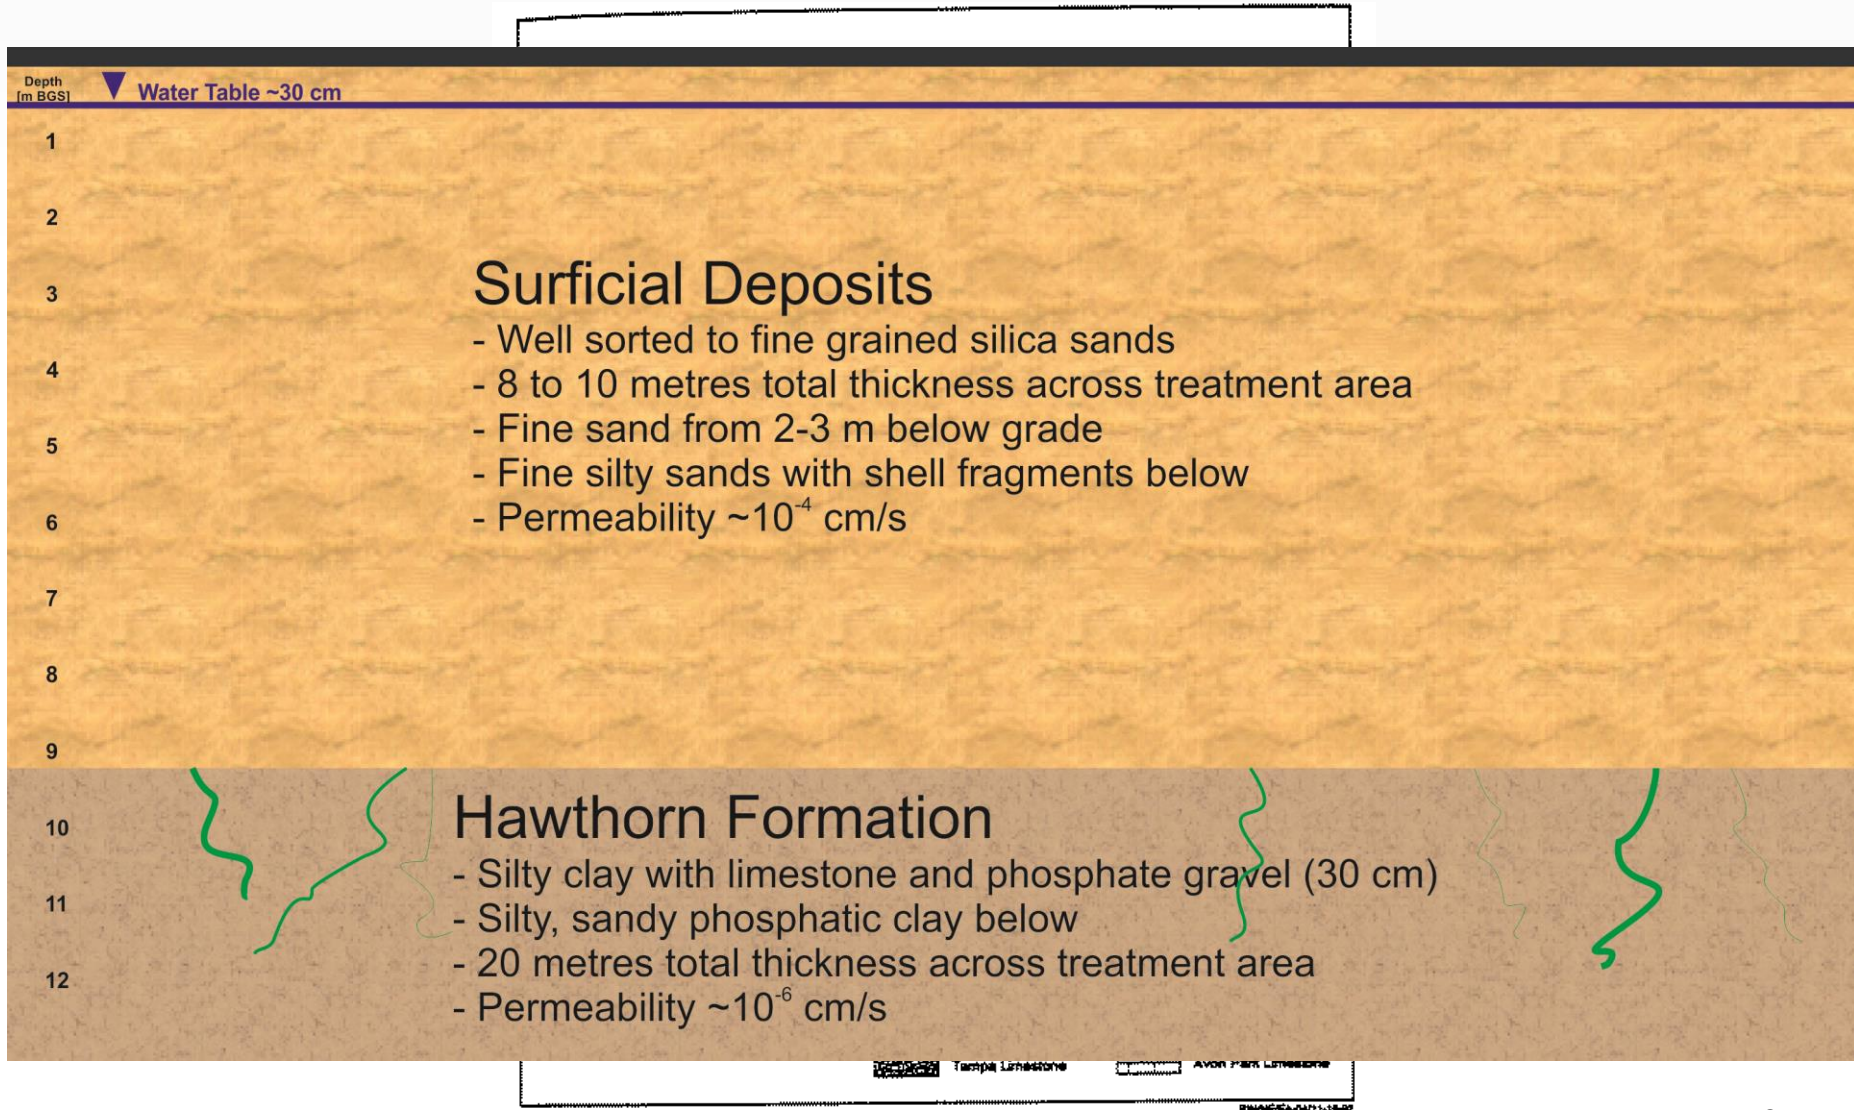 Depth
[m BGS]
Water Table ~30 cm
1
2
3
4
5
6
7
8
9
10
11
12
Surficial Deposits
- Well sorted to fine grained silica sands
- 8 to 10 metres total thickness across treatment area
- Fine sand from 2-3 m below grade
- Fine silty sands with shell fragments below
- Permeability ~10⁻⁴ cm/s
Hawthorn Formation
- Silty clay with limestone and phosphate gravel (30 cm)
- Silty, sandy phosphatic clay below
- 20 metres total thickness across treatment area
- Permeability ~10⁻⁶ cm/s
Tampa Limestone
Avon Park Limestone